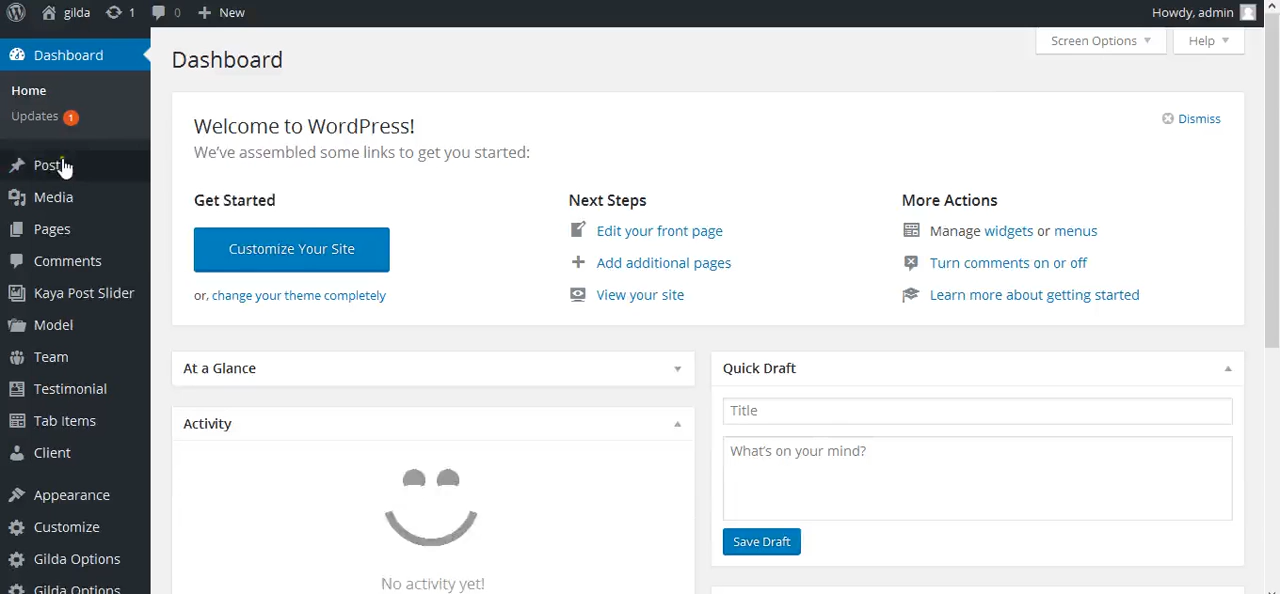 gilda 1 0 New Howdy, admin
Screen Options Help
Dashboard
Home
Updates 1
Post
Media
Pages
Comments
Kaya Post Slider
Model
Team
Testimonial
Tab Items
Client
Appearance
Customize
Gilda Options
Gilda Options
Dashboard
Welcome to WordPress!
Dismiss
We've assembled some links to get you started:
Get Started
Customize Your Site
or, change your theme completely
Next Steps
Edit your front page
Add additional pages
View your site
More Actions
Manage widgets or menus
Turn comments on or off
Learn more about getting started
At a Glance
Activity
No activity yet!
Quick Draft
Title
What's on your mind?
Save Draft